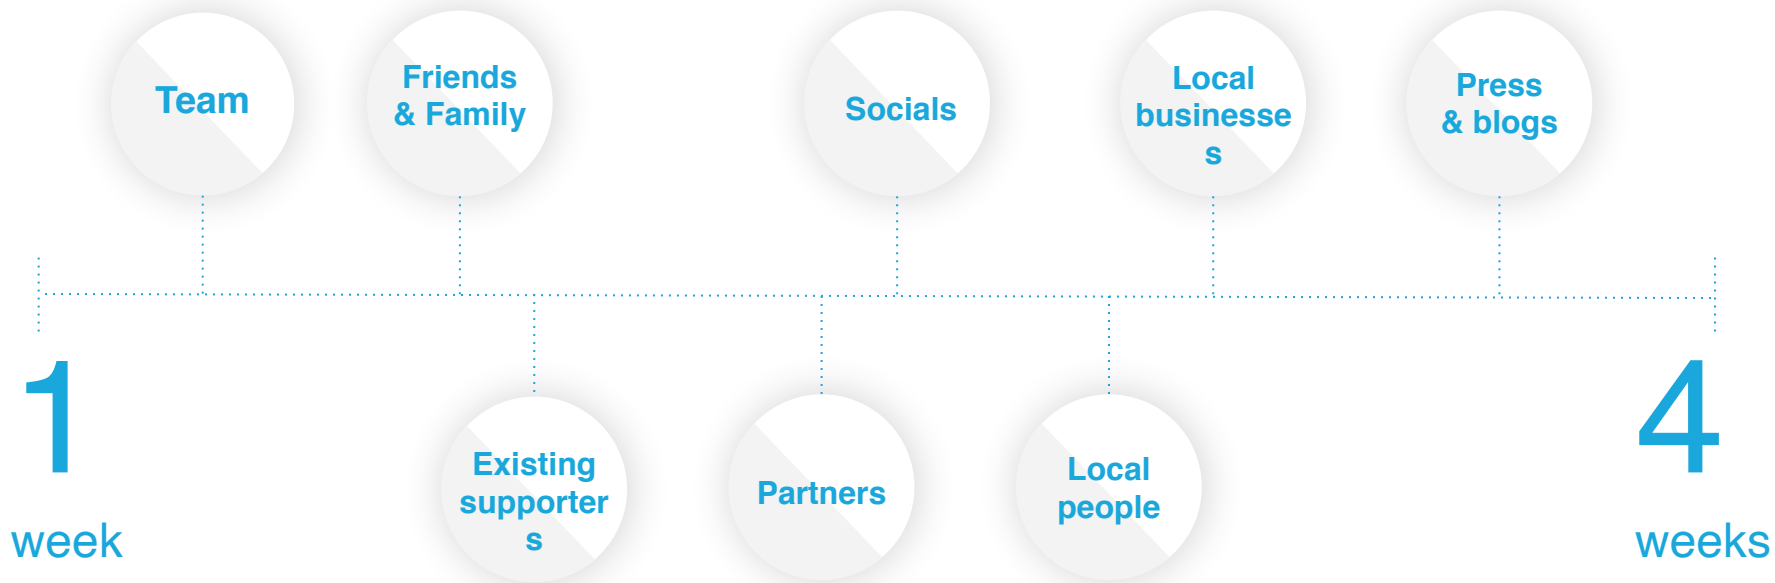 Team
Friends
& Family
Socials
Local
businesse
s
Press
& blogs
1
week
Existing
supporter
s
Partners
Local
people
4
weeks